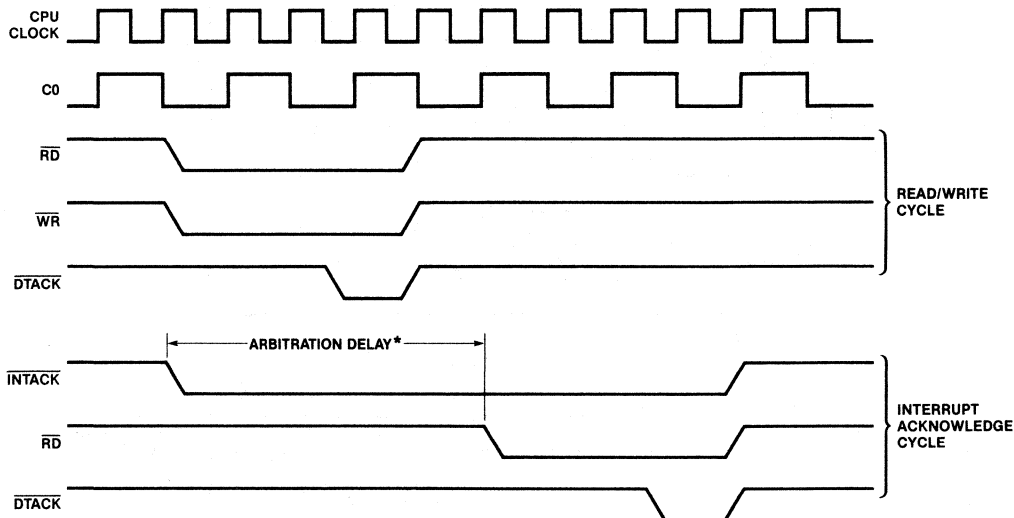 CPU
CLOCK
C0
RD
WR
DTACK
READ/WRITE
CYCLE
ARBITRATION DELAY*
INTACK
RD
DTACK
INTERRUPT
ACKNOWLEDGE
CYCLE